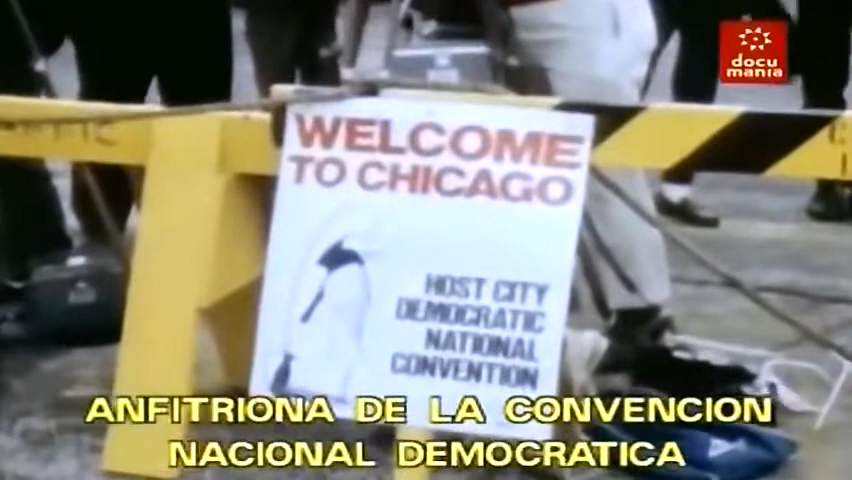 docu
mania
WELCOME
TO CHICAGO
HOST CITY
DEMOCRATIC
NATIONAL
CONVENTION
ANFITRIONA DE LA CONVENCION
NACIONAL DEMOCRATICA